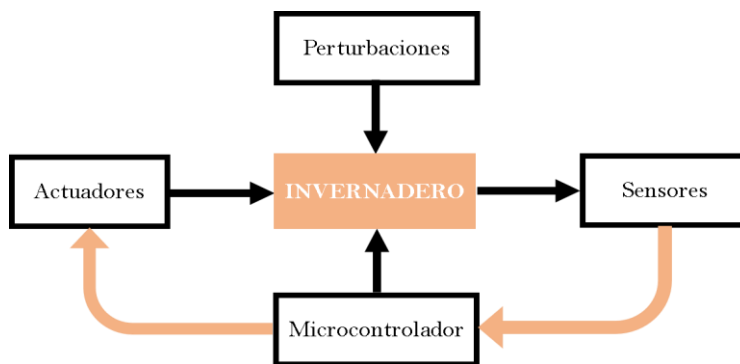 Perturbaciones
Actuadores
INVERNADERO
Sensores
Microcontrolador